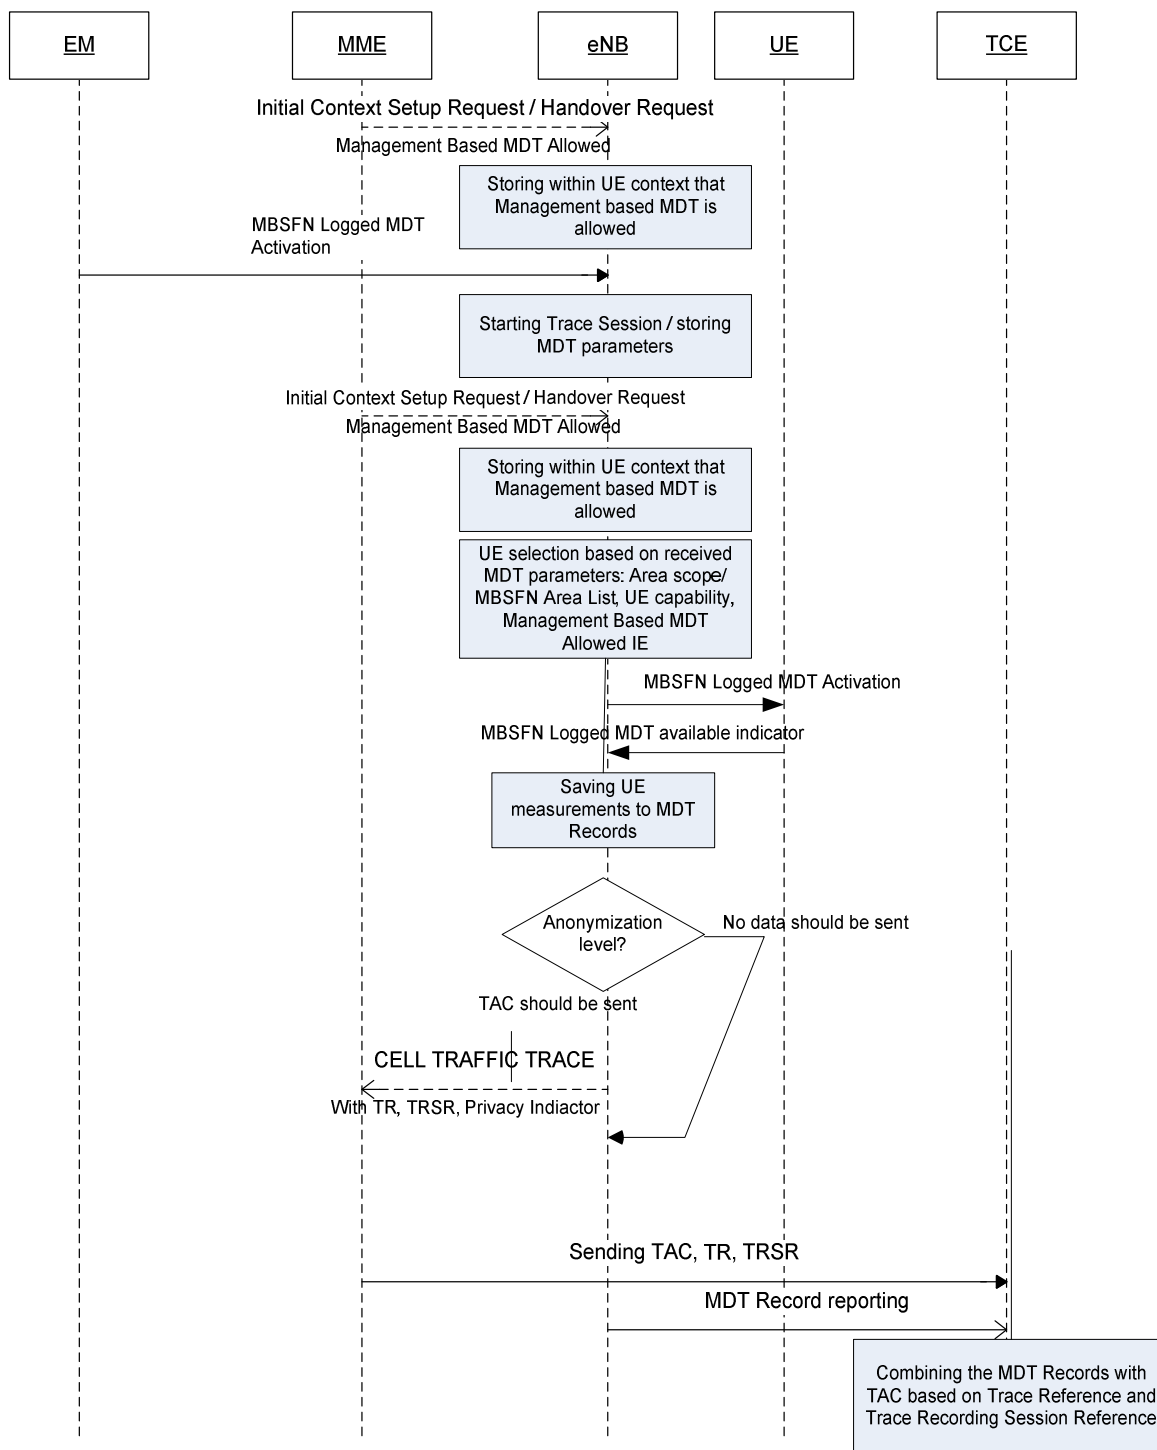 EM
MME
eNB
UE
TCE
Initial Context Setup Request / Handover Request
Management Based MDT Allowed
Storing within UE context that
Management based MDT is
allowed
MBSFN Logged MDT
Activation
Starting Trace Session / storing
MDT parameters
Initial Context Setup Request / Handover Request
Management Based MDT Allowed
Storing within UE context that
Management based MDT is
allowed
UE selection based on received
MDT parameters: Area scope/
MBSFN Area List, UE capability,
Management Based MDT
Allowed IE
MBSFN Logged MDT Activation
MBSFN Logged MDT available indicator
Saving UE
measurements to MDT
Records
Anonymization
level?
No data should be sent
TAC should be sent
CELL TRAFFIC TRACE
With TR, TRSR, Privacy Indiactor
Sending TAC, TR, TRSR
MDT Record reporting
Combining the MDT Records with
TAC based on Trace Reference and
Trace Recording Session Reference